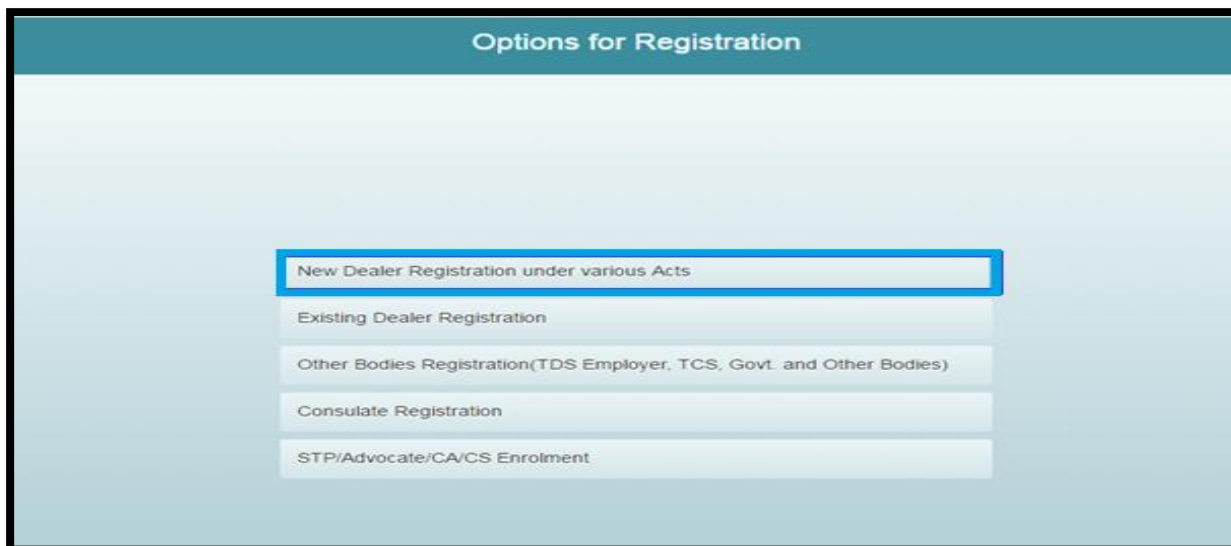 Options for Registration
New Dealer Registration under various Acts
Existing Dealer Registration
Other Bodies Registration(TDS Employer, TCS, Govt. and Other Bodies)
Consulate Registration
STP/Advocate/CA/CS Enrolment